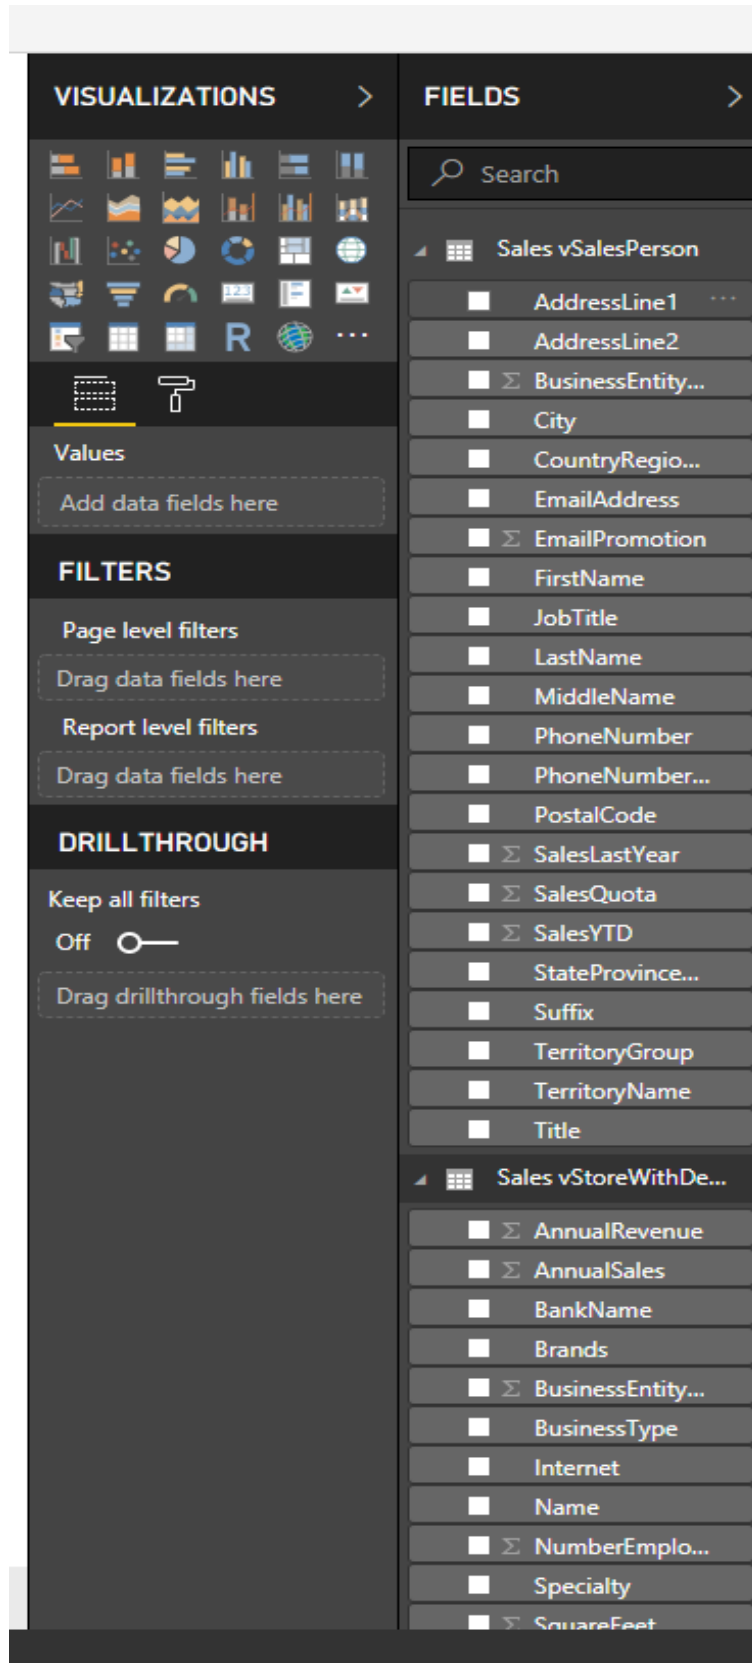 VISUALIZATIONS
123
R
Values
Add data fields here
FILTERS
Page level filters
Drag data fields here
Report level filters
Drag data fields here
DRILLTHROUGH
Keep all filters
Off
Drag drillthrough fields here
FIELDS
Search
Sales vSalesPerson
AddressLine1 ...
AddressLine2
Σ BusinessEntity...
City
CountryRegio...
EmailAddress
Σ EmailPromotion
FirstName
JobTitle
LastName
MiddleName
PhoneNumber
PhoneNumber...
PostalCode
Σ SalesLastYear
Σ SalesQuota
Σ SalesYTD
StateProvince...
Suffix
TerritoryGroup
TerritoryName
Title
Sales vStoreWithDe...
Σ AnnualRevenue
Σ AnnualSales
BankName
Brands
Σ BusinessEntity...
BusinessType
Internet
Name
Σ NumberEmplo...
Specialty
Σ SquareFeet